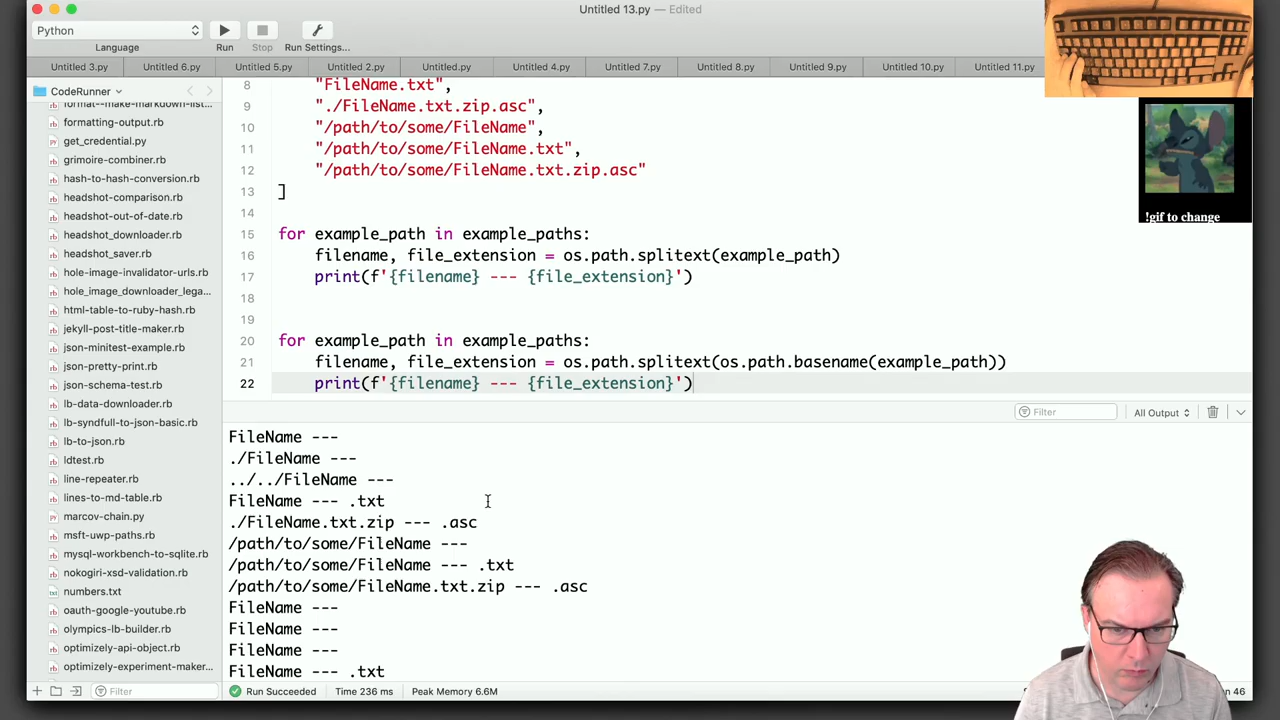 Untitled 13.py — Edited
Python
Language
Run
Stop
Run Settings...
Untitled 3.py
Untitled 6.py
Untitled 5.py
Untitled 2.py
Untitled.py
Untitled 4.py
Untitled 7.py
Untitled 8.py
Untitled 9.py
Untitled 10.py
Untitled 11.py
CodeRunner
format--make-markdown-list...
formatting-output.rb
get_credential.py
grimoire-combiner.rb
hash-to-hash-conversion.rb
headshot-comparison.rb
headshot-out-of-date.rb
headshot_downloader.rb
headshot_saver.rb
hole-image-invalidator-urls.rb
hole_image_downloader_lega...
html-table-to-ruby-hash.rb
jekyll-post-title-maker.rb
json-minitest-example.rb
json-pretty-print.rb
json-schema-test.rb
lb-data-downloader.rb
lb-syndfull-to-json-basic.rb
lb-to-json.rb
ldtest.rb
line-repeater.rb
lines-to-md-table.rb
marcov-chain.py
msft-uwp-paths.rb
mysql-workbench-to-sqlite.rb
nokogiri-xsd-validation.rb
numbers.txt
oauth-google-youtube.rb
olympics-lb-builder.rb
optimizely-api-object.rb
optimizely-experiment-maker...
Filter
8 "FileName.txt",
9 "./FileName.txt.zip.asc",
10 "/path/to/some/FileName",
11 "/path/to/some/FileName.txt",
12 "/path/to/some/FileName.txt.zip.asc"
13 ]
14
15 for example_path in example_paths:
16 filename, file_extension = os.path.splitext(example_path)
17 print(f'{filename} --- {file_extension}')
18
19
20 for example_path in example_paths:
21 filename, file_extension = os.path.splitext(os.path.basename(example_path))
22 print(f'{filename} --- {file_extension}')
Filter
All Output
FileName ---
./FileName ---
../../FileName ---
FileName --- .txt
./FileName.txt.zip --- .asc
/path/to/some/FileName ---
/path/to/some/FileName --- .txt
/path/to/some/FileName.txt.zip --- .asc
FileName ---
FileName ---
FileName ---
FileName --- .txt
Run Succeeded
Time 236 ms
Peak Memory 6.6M
n 46
!gif to change